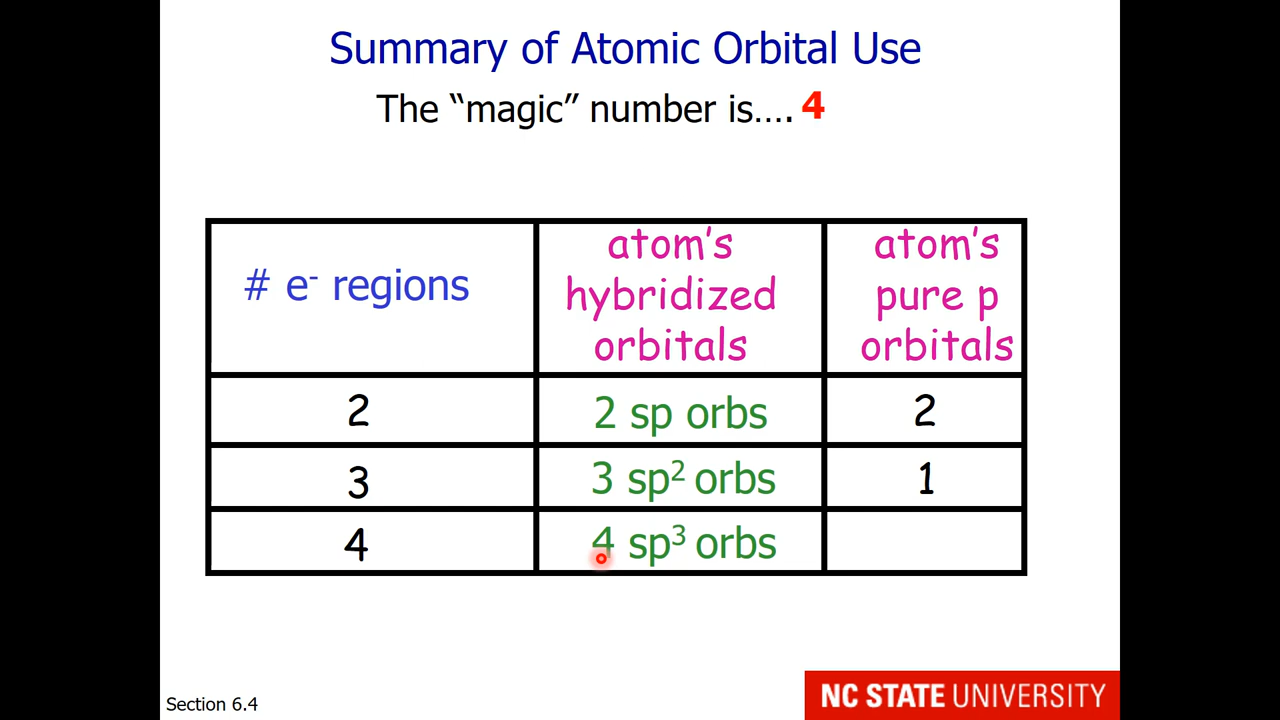 Summary of Atomic Orbital Use
The “magic” number is…. 4
# e⁻ regions
atom’s
hybridized
orbitals
atom’s
pure p
orbitals
2
2 sp orbs
2
3
3 sp² orbs
1
4
4 sp³ orbs
Section 6.4
NC STATE UNIVERSITY